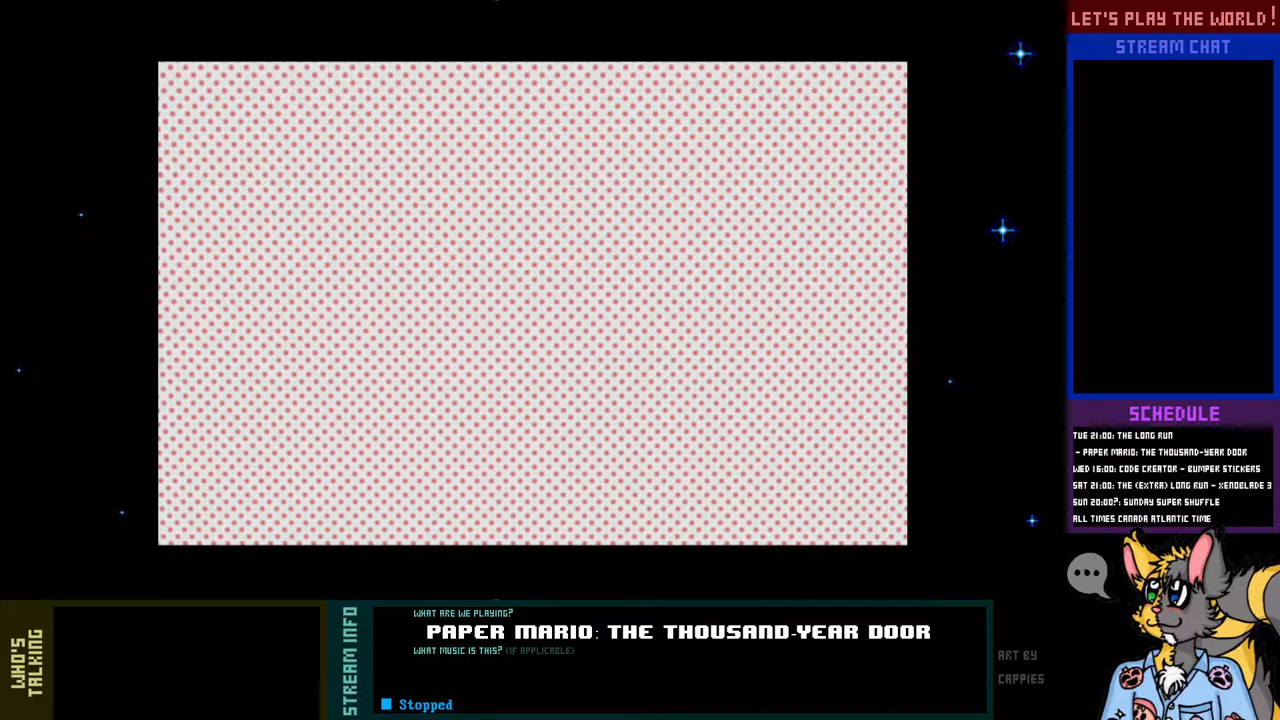 LET'S PLAY THE WORLD!
STREAM CHAT
SCHEDULE
TUE 21:00: THE LONG RUN
- PAPER MARIO: THE THOUSAND-YEAR DOOR
WED 16:00: CODE CREATOR - BUMPER STICKERS
SAT 21:00: THE (EXTRA) LONG RUN - XENOBLADE 3
SUN 20:00?: SUNDAY SUPER SHUFFLE
ALL TIMES CANADA ATLANTIC TIME
WHO'S
TALKING
STREAM INFO
WHAT ARE WE PLAYING?
PAPER MARIO: THE THOUSAND-YEAR DOOR
WHAT MUSIC IS THIS? (IF APPLICABLE)
Stopped
ART BY
CAPPIES